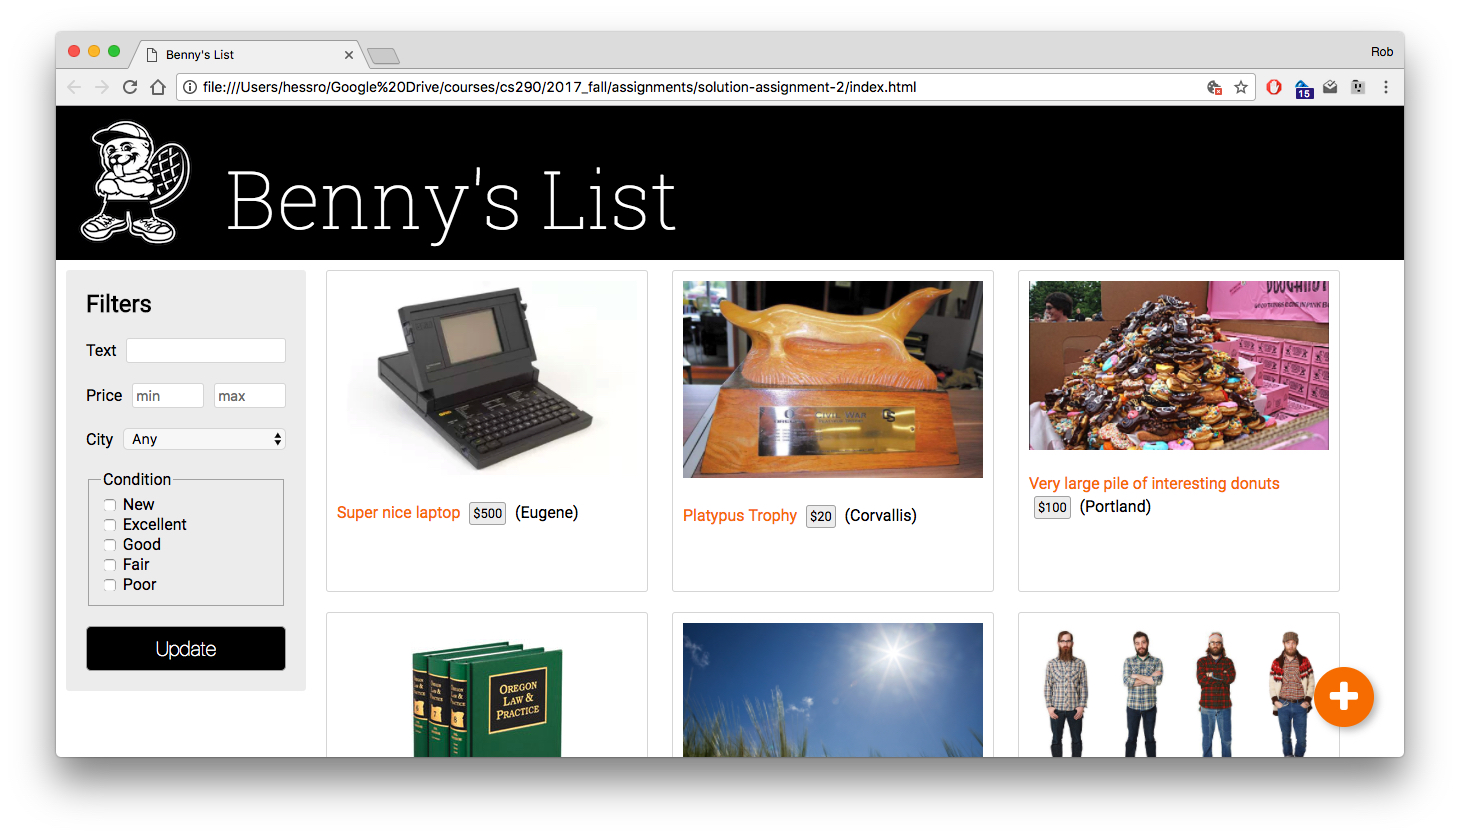 Benny's List
Rob
file:///Users/hessro/Google%20Drive/courses/cs290/2017_fall/assignments/solution-assignment-2/index.html
15
Benny's List
Filters
Text
Price min max
City Any
Condition
New
Excellent
Good
Fair
Poor
Update
CIVIL WAR
Super nice laptop $500 (Eugene)
Platypus Trophy $20 (Corvallis)
DOUGHNUT
Very large pile of interesting donuts
$100 (Portland)
OREGON
LAW &
PRACTICE
6 7 8